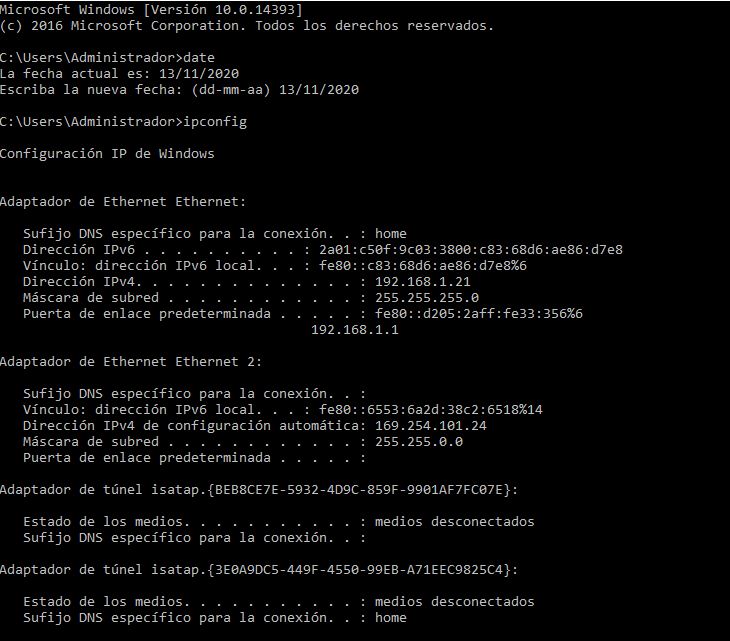 Microsoft Windows [Versión 10.0.14393]
(c) 2016 Microsoft Corporation. Todos los derechos reservados.
C:\Users\Administrador>date
La fecha actual es: 13/11/2020
Escriba la nueva fecha: (dd-mm-aa) 13/11/2020
C:\Users\Administrador>ipconfig
Configuración IP de Windows
Adaptador de Ethernet Ethernet:
Sufijo DNS específico para la conexión. . : home
Dirección IPv6 . . . . . . . . . . : 2a01:c50f:9c03:3800:c83:68d6:ae86:d7e8
Vínculo: dirección IPv6 local. . . : fe80::c83:68d6:ae86:d7e8%6
Dirección IPv4. . . . . . . . . . . . . . : 192.168.1.21
Máscara de subred . . . . . . . . . . . . : 255.255.255.0
Puerta de enlace predeterminada . . . . . : fe80::d205:2aff:fe33:356%6
192.168.1.1
Adaptador de Ethernet Ethernet 2:
Sufijo DNS específico para la conexión. . :
Vínculo: dirección IPv6 local. . . : fe80::6553:6a2d:38c2:6518%14
Dirección IPv4 de configuración automática: 169.254.101.24
Máscara de subred . . . . . . . . . . . . : 255.255.0.0
Puerta de enlace predeterminada . . . . . :
Adaptador de túnel isatap.{BEB8CE7E-5932-4D9C-859F-9901AF7FC07E}:
Estado de los medios. . . . . . . . . . . : medios desconectados
Sufijo DNS específico para la conexión. . :
Adaptador de túnel isatap.{3E0A9DC5-449F-4550-99EB-A71EEC9825C4}:
Estado de los medios. . . . . . . . . . . : medios desconectados
Sufijo DNS específico para la conexión. . : home